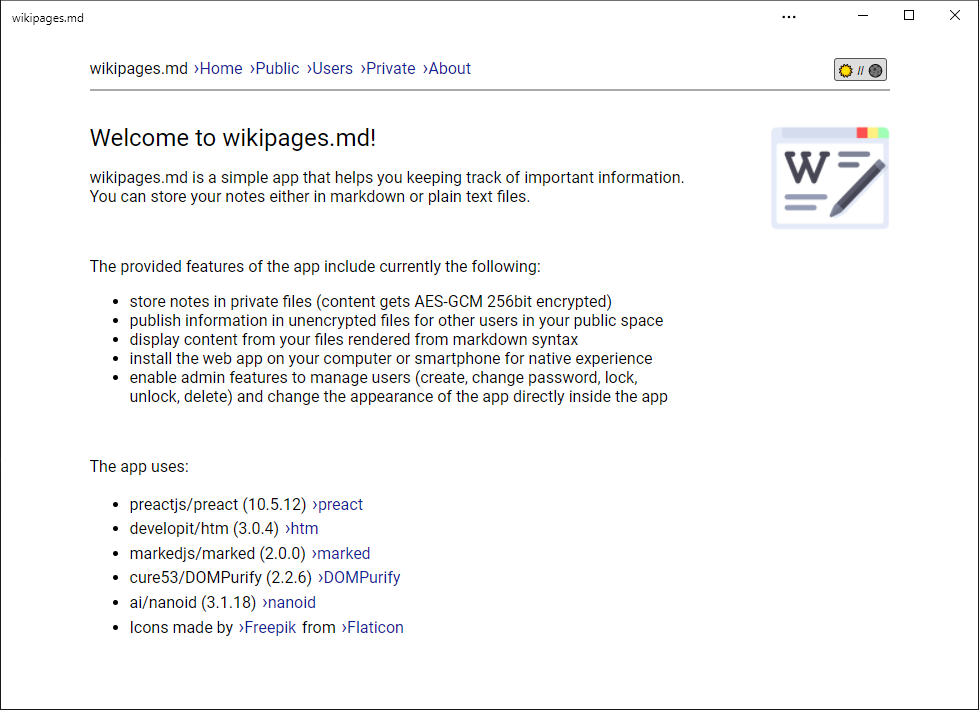 wikipages.md
wikipages.md ›Home ›Public ›Users ›Private ›About
//
Welcome to wikipages.md!
W
wikipages.md is a simple app that helps you keeping track of important information.
You can store your notes either in markdown or plain text files.
The provided features of the app include currently the following:
• store notes in private files (content gets AES-GCM 256bit encrypted)
• publish information in unencrypted files for other users in your public space
• display content from your files rendered from markdown syntax
• install the web app on your computer or smartphone for native experience
• enable admin features to manage users (create, change password, lock,
unlock, delete) and change the appearance of the app directly inside the app
The app uses:
• preactjs/preact (10.5.12) ›preact
• developit/htm (3.0.4) ›htm
• markedjs/marked (2.0.0) ›marked
• cure53/DOMPurify (2.2.6) ›DOMPurify
• ai/nanoid (3.1.18) ›nanoid
• Icons made by ›Freepik from ›Flaticon